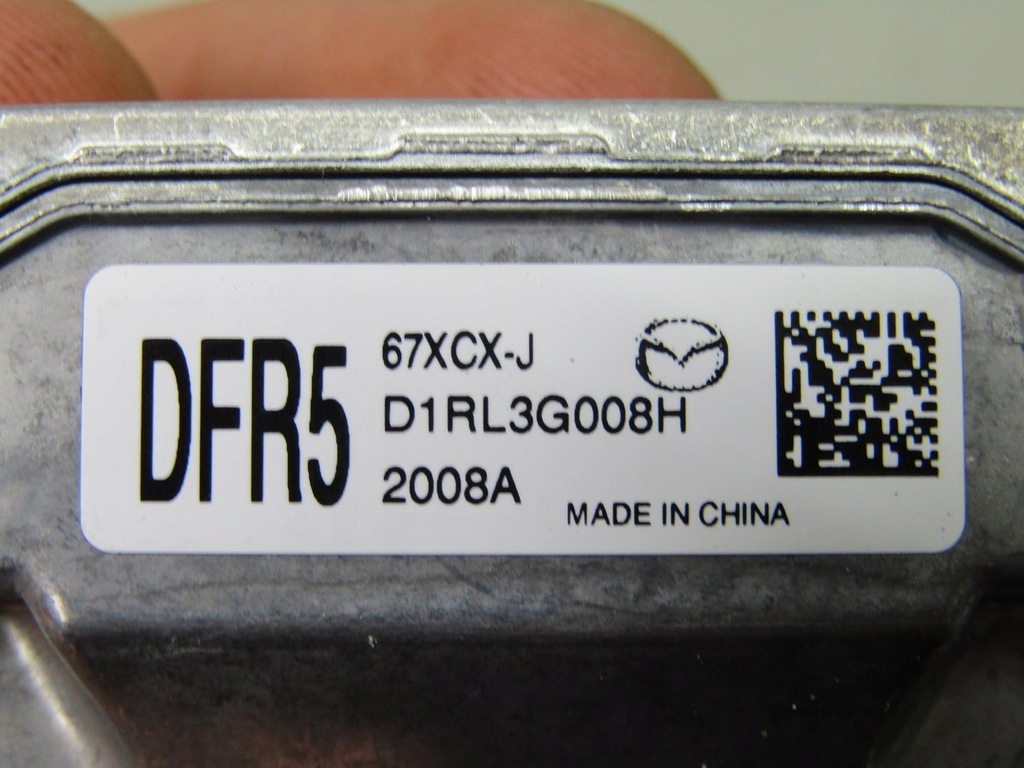 DFR5
67XCX-J
D1RL3G008H
2008A
MADE IN CHINA